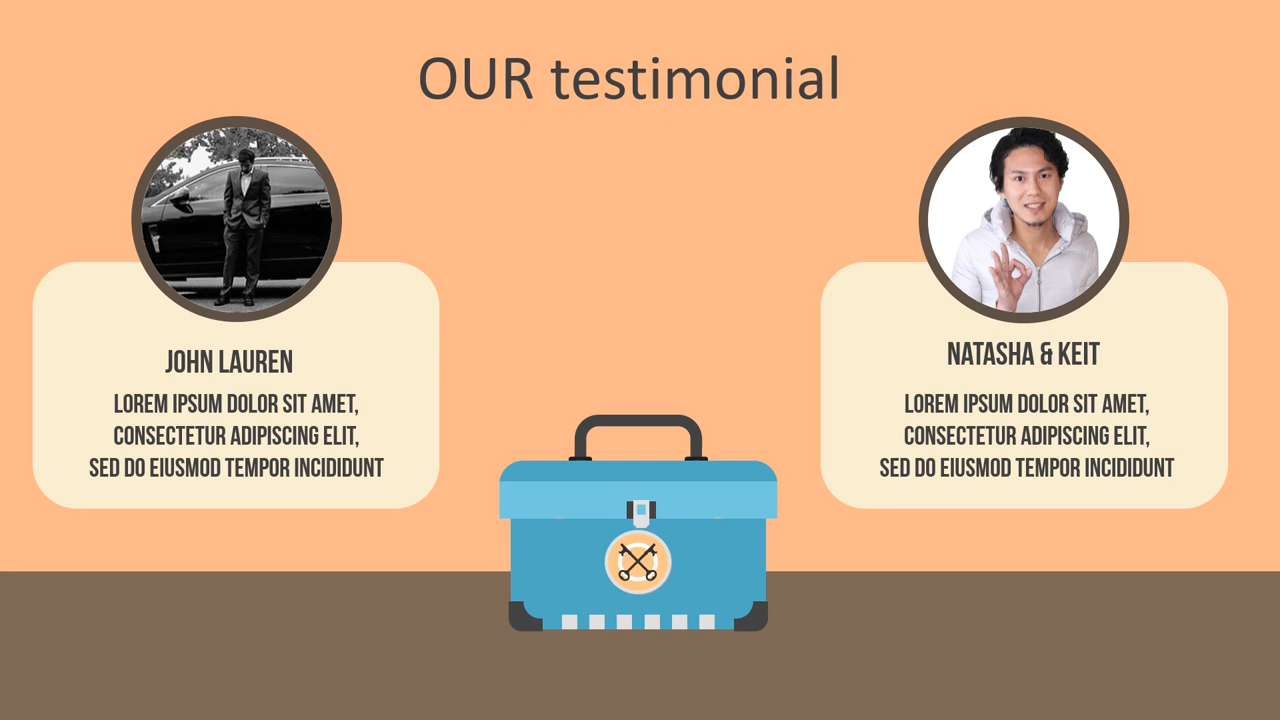 OUR testimonial
JOHN LAUREN
LOREM IPSUM DOLOR SIT AMET,
CONSECTETUR ADIPISCING ELIT,
SED DO EIUSMOD TEMPOR INCIDIDUNT
NATASHA & KEIT
LOREM IPSUM DOLOR SIT AMET,
CONSECTETUR ADIPISCING ELIT,
SED DO EIUSMOD TEMPOR INCIDIDUNT